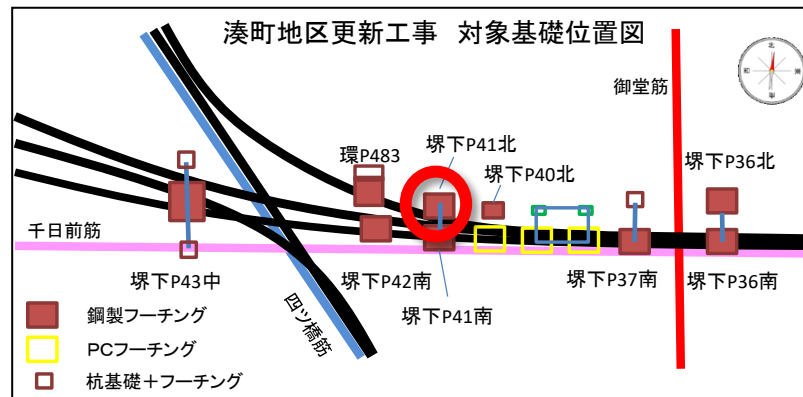 湊町地区更新工事 対象基礎位置図
御堂筋
北
東
南
堺下P41北
環P483
堺下P40北
堺下P36北
千日前筋
堺下P43中
堺下P42南
堺下P37南
堺下P36南
堺下P41南
四ツ橋筋
鋼製フーチング
PCフーチング
杭基礎+フーチング